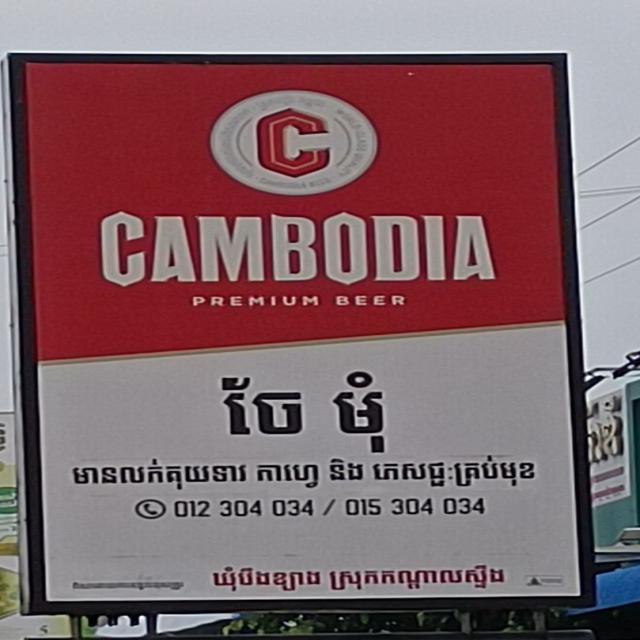 C
CAMBODIA
PREMIUM BEER
ចែ ម៉ុំ
មានលក់គុយទាវ កាហ្វេ និង ភេសជ្ជៈគ្រប់មុខ
012 304 034 / 015 304 034
ឃុំបឹងខ្យាង ស្រុកកណ្តាលស្ទឹង